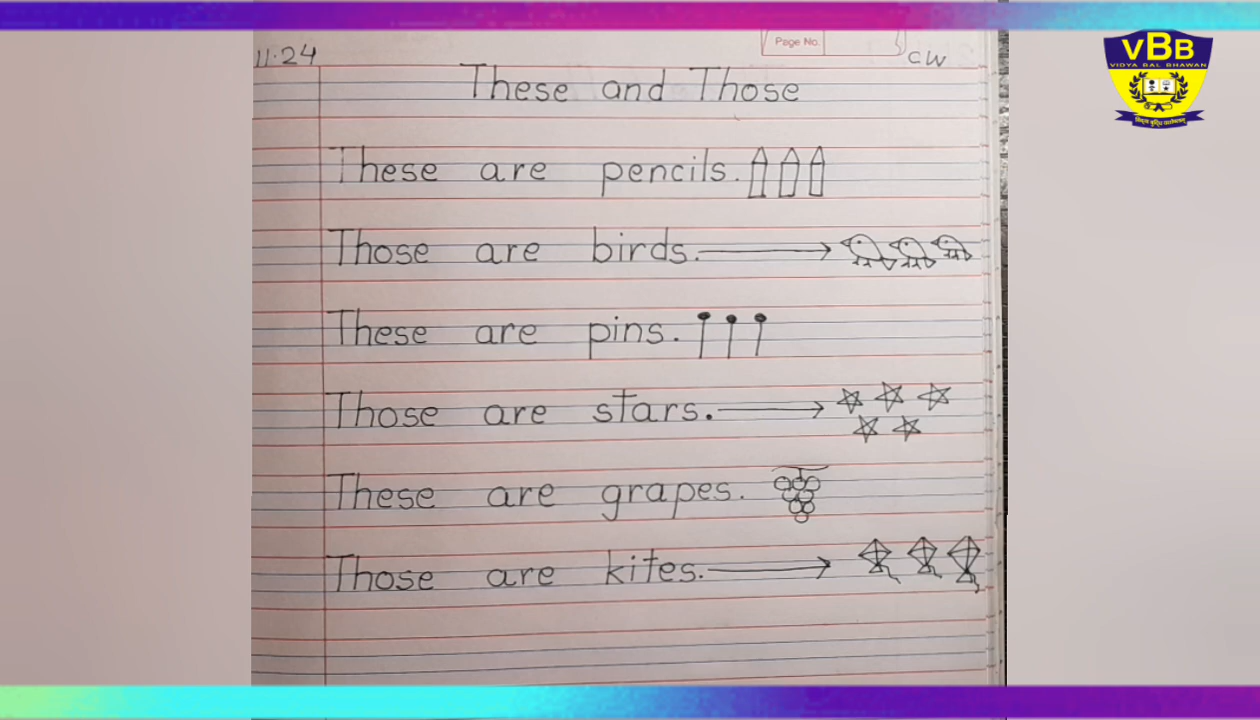 11.24
Page No.
CW
These and Those
These are pencils.
Those are birds.
These are pins.
Those are stars.
These are grapes.
Those are kites.
VBB
VIDYA BAL BHAWAN